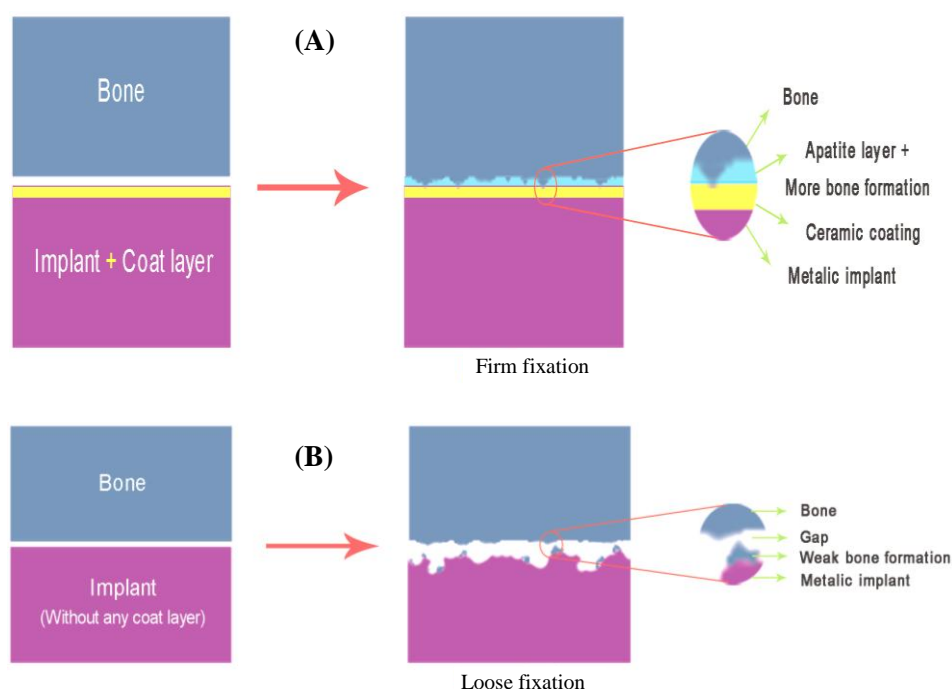 (A)
Bone
Implant + Coat layer
Bone
Apatite layer +
More bone formation
Ceramic coating
Metalic implant
Firm fixation
(B)
Bone
Implant
(Without any coat layer)
Bone
Gap
Weak bone formation
Metallic implant
Loose fixation